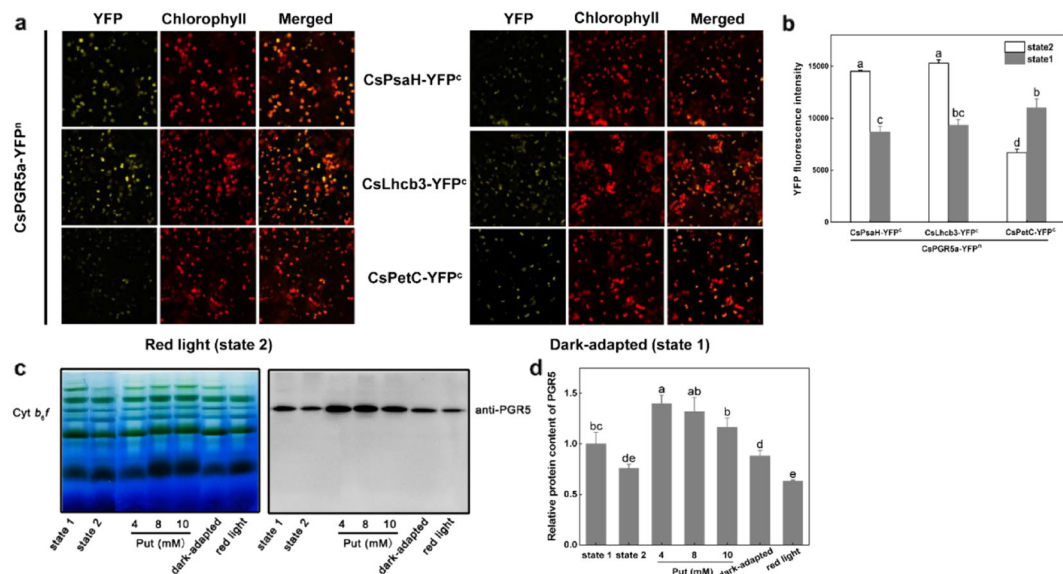 a
YFP Chlorophyll Merged
YFP Chlorophyll Merged
CsPGR5a-YFPⁿ
CsPsaH-YFPᶜ
CsLhcb3-YFPᶜ
CsPetC-YFPᶜ
Red light (state 2)
Dark-adapted (state 1)
b
YFP fluorescence intensity
15000
10000
5000
0
state2
state1
a
c
a
bc
d
b
CsPsaH-YFPᶜ CsLhcb3-YFPᶜ CsPetC-YFPᶜ
CsPGR5a-YFPⁿ
c
Cyt b₆f
anti-PGR5
state 1 state 2 4 8 10 dark-adapted red light
Put (mM)
state 1 state 2 4 8 10 dark-adapted red light
Put (mM)
d
Relative protein content of PGR5
1.5
1.0
0.5
0.0
bc
de
a
ab
b
d
e
state 1 state 2 4 8 10 dark-adapted red light
Put (mM)